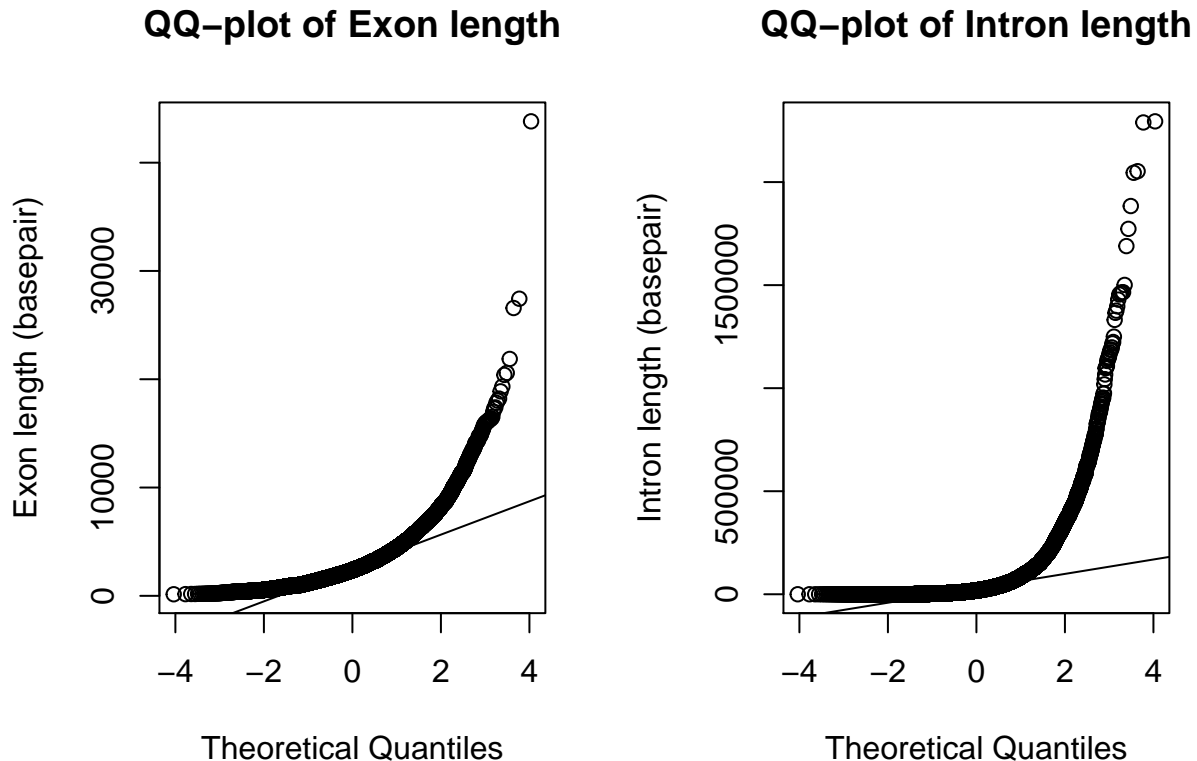 QQ−plot of Exon length
Exon length (basepair)
30000
10000
0
−4 −2 0 2 4
Theoretical Quantiles
QQ−plot of Intron length
Intron length (basepair)
1500000
500000
0
−4 −2 0 2 4
Theoretical Quantiles